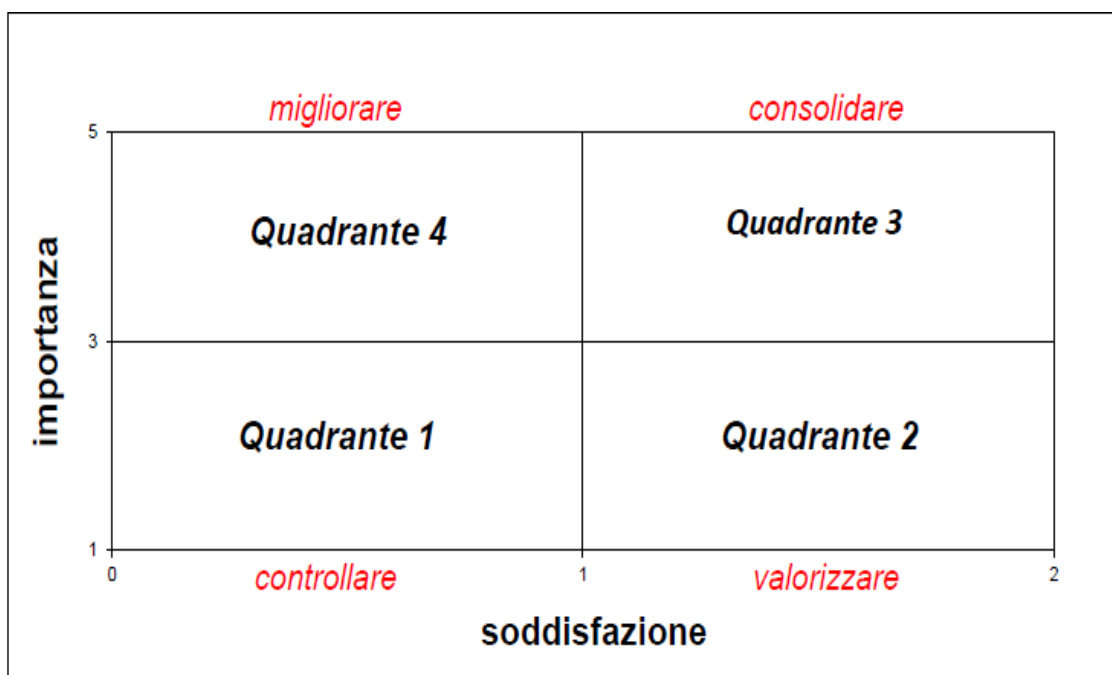 migliorare consolidare
5
Quadrante 4 Quadrante 3
importanza
3
Quadrante 1 Quadrante 2
1
0 controllare 1 valorizzare 2
soddisfazione